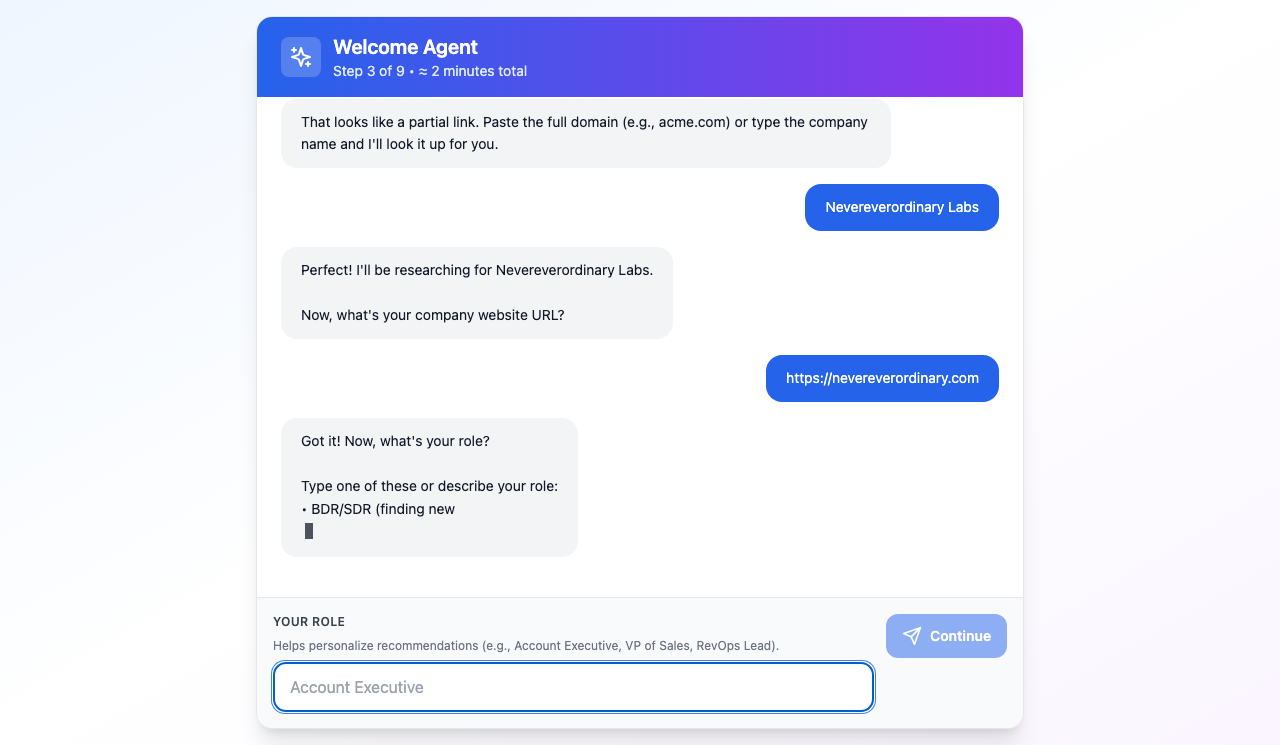 Welcome Agent
Step 3 of 9 • ≈ 2 minutes total
That looks like a partial link. Paste the full domain (e.g., acme.com) or type the company
name and I'll look it up for you.
Nevereverordinary Labs
Perfect! I'll be researching for Nevereverordinary Labs.
Now, what's your company website URL?
https://nevereverordinary.com
Got it! Now, what's your role?
Type one of these or describe your role:
• BDR/SDR (finding new
YOUR ROLE
Helps personalize recommendations (e.g., Account Executive, VP of Sales, RevOps Lead).
Continue
Account Executive